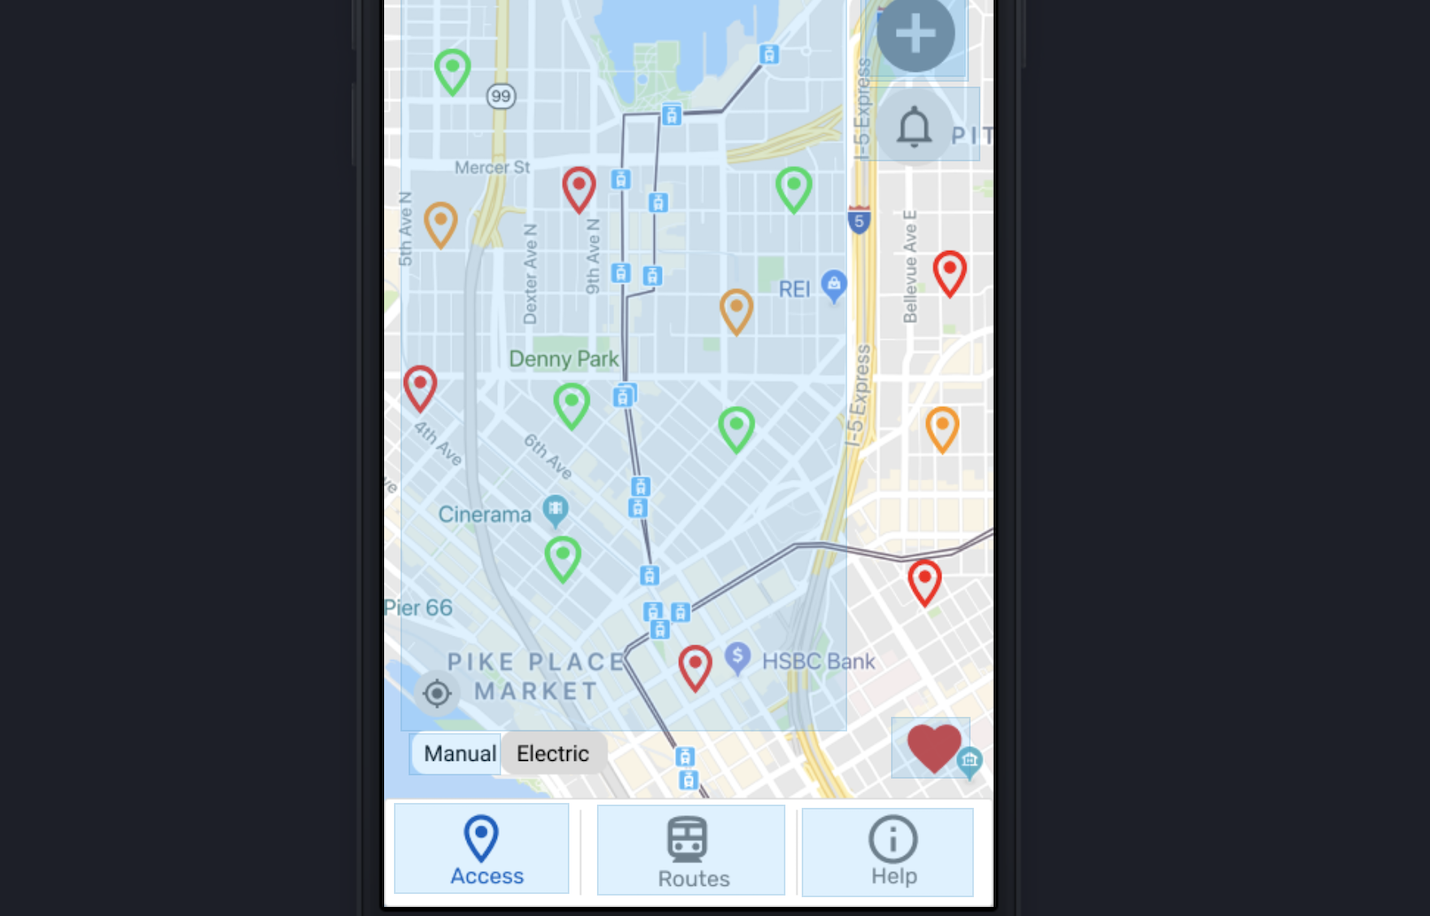 99
I-5 Express
PIT
Mercer St
5th Ave N
Dexter Ave N
9th Ave N
5
Bellevue Ave E
REI
Denny Park
I-5 Express
4th Ave
6th Ave
ve
Cinerama
Pier 66
PIKE PLACE
MARKET
$ HSBC Bank
Manual
Electric
Access
Routes
Help